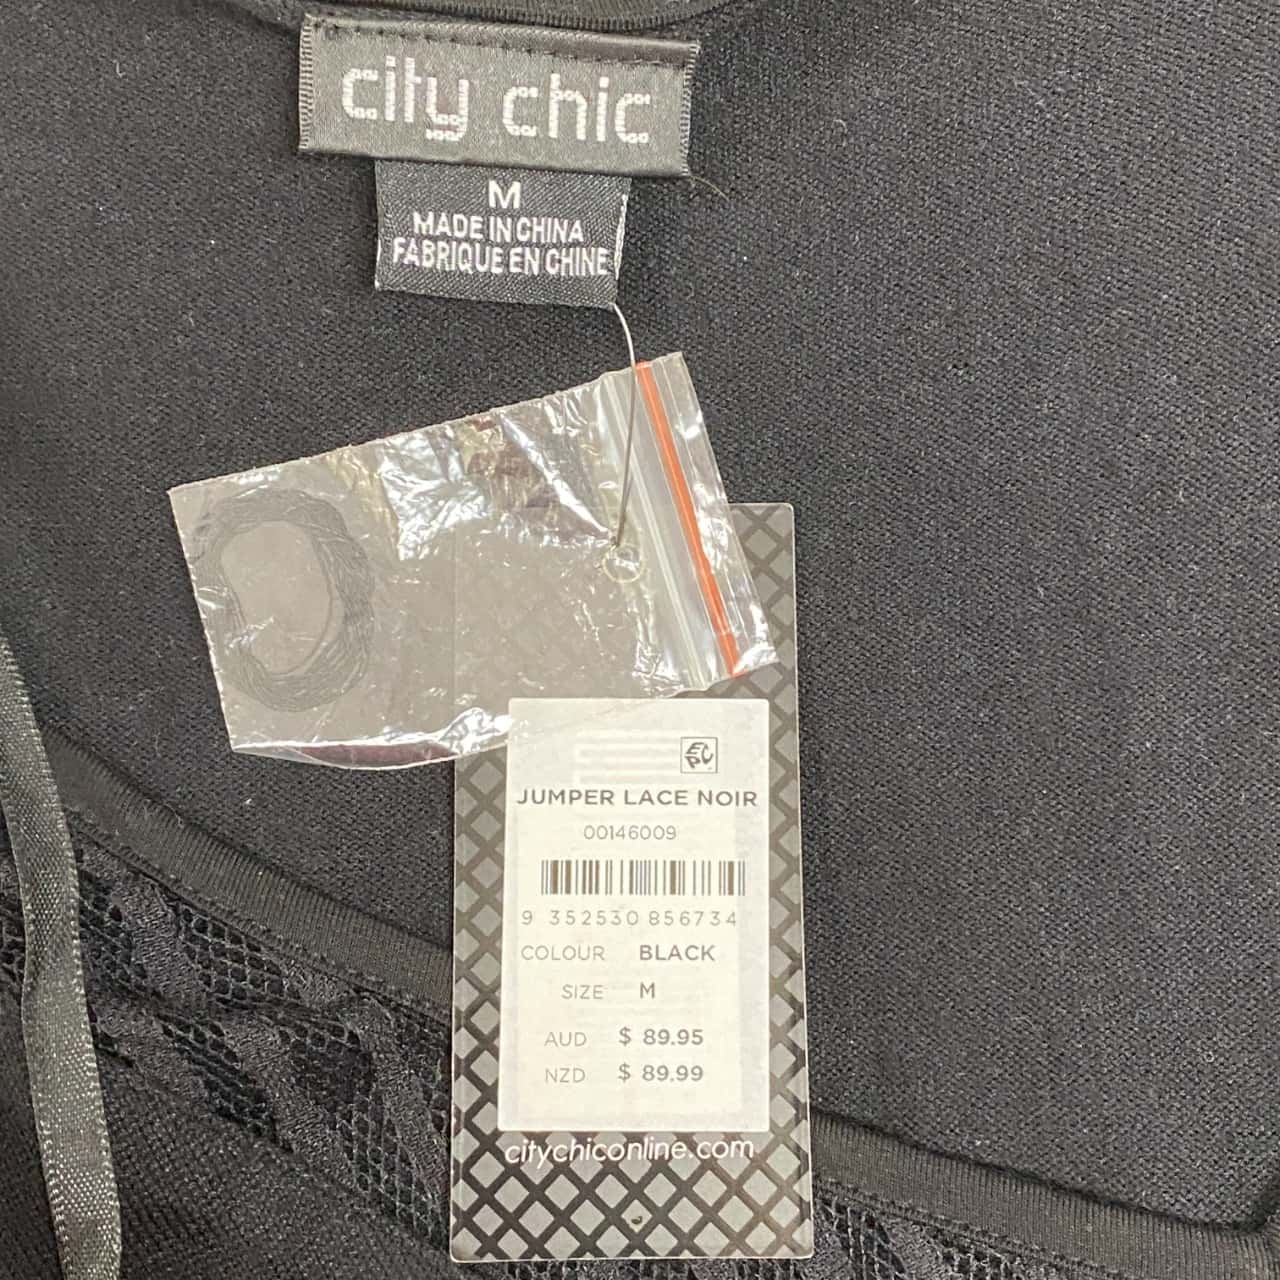 city chic
M
MADE IN CHINA
FABRIQUE EN CHINE
EPC
JUMPER LACE NOIR
00146009
9 352530 856734
COLOUR BLACK
SIZE M
AUD $ 89.95
NZD $ 89.99
citychiconline.com